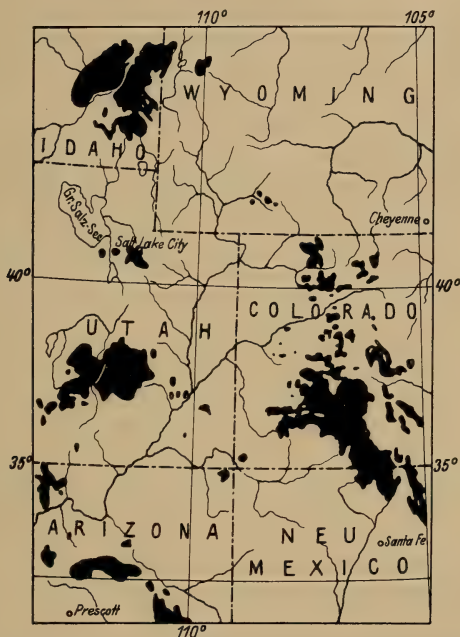 110°
105°
WYOMING
IDAHO
Gr. Salz-See
Cheyenne
Salt Lake City
40°
40°
COLORADO
UTAH
35°
35°
ARIZONA
NEU
Santa Fe
MEXICO
Prescott
110°